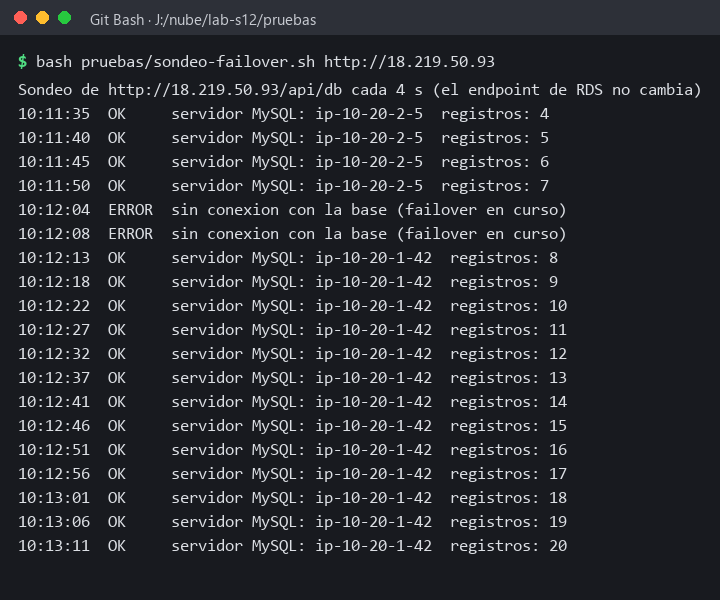 Git Bash · J:/nube/lab-s12/pruebas
$ bash pruebas/sondeo-failover.sh http://18.219.50.93
Sondeo de http://18.219.50.93/api/db cada 4 s (el endpoint de RDS no cambia)
10:11:35  OK     servidor MySQL: ip-10-20-2-5  registros: 4
10:11:40  OK     servidor MySQL: ip-10-20-2-5  registros: 5
10:11:45  OK     servidor MySQL: ip-10-20-2-5  registros: 6
10:11:50  OK     servidor MySQL: ip-10-20-2-5  registros: 7
10:12:04  ERROR  sin conexion con la base (failover en curso)
10:12:08  ERROR  sin conexion con la base (failover en curso)
10:12:13  OK     servidor MySQL: ip-10-20-1-42  registros: 8
10:12:18  OK     servidor MySQL: ip-10-20-1-42  registros: 9
10:12:22  OK     servidor MySQL: ip-10-20-1-42  registros: 10
10:12:27  OK     servidor MySQL: ip-10-20-1-42  registros: 11
10:12:32  OK     servidor MySQL: ip-10-20-1-42  registros: 12
10:12:37  OK     servidor MySQL: ip-10-20-1-42  registros: 13
10:12:41  OK     servidor MySQL: ip-10-20-1-42  registros: 14
10:12:46  OK     servidor MySQL: ip-10-20-1-42  registros: 15
10:12:51  OK     servidor MySQL: ip-10-20-1-42  registros: 16
10:12:56  OK     servidor MySQL: ip-10-20-1-42  registros: 17
10:13:01  OK     servidor MySQL: ip-10-20-1-42  registros: 18
10:13:06  OK     servidor MySQL: ip-10-20-1-42  registros: 19
10:13:11  OK     servidor MySQL: ip-10-20-1-42  registros: 20